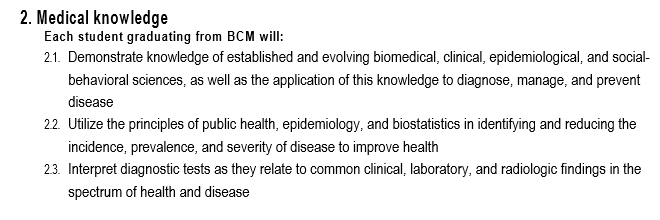 2. Medical knowledge
Each student graduating from BCM will:
2.1. Demonstrate knowledge of established and evolving biomedical, clinical, epidemiological, and social-
behavioral sciences, as well as the application of this knowledge to diagnose, manage, and prevent
disease
2.2. Utilize the principles of public health, epidemiology, and biostatistics in identifying and reducing the
incidence, prevalence, and severity of disease to improve health
2.3. Interpret diagnostic tests as they relate to common clinical, laboratory, and radiologic findings in the
spectrum of health and disease